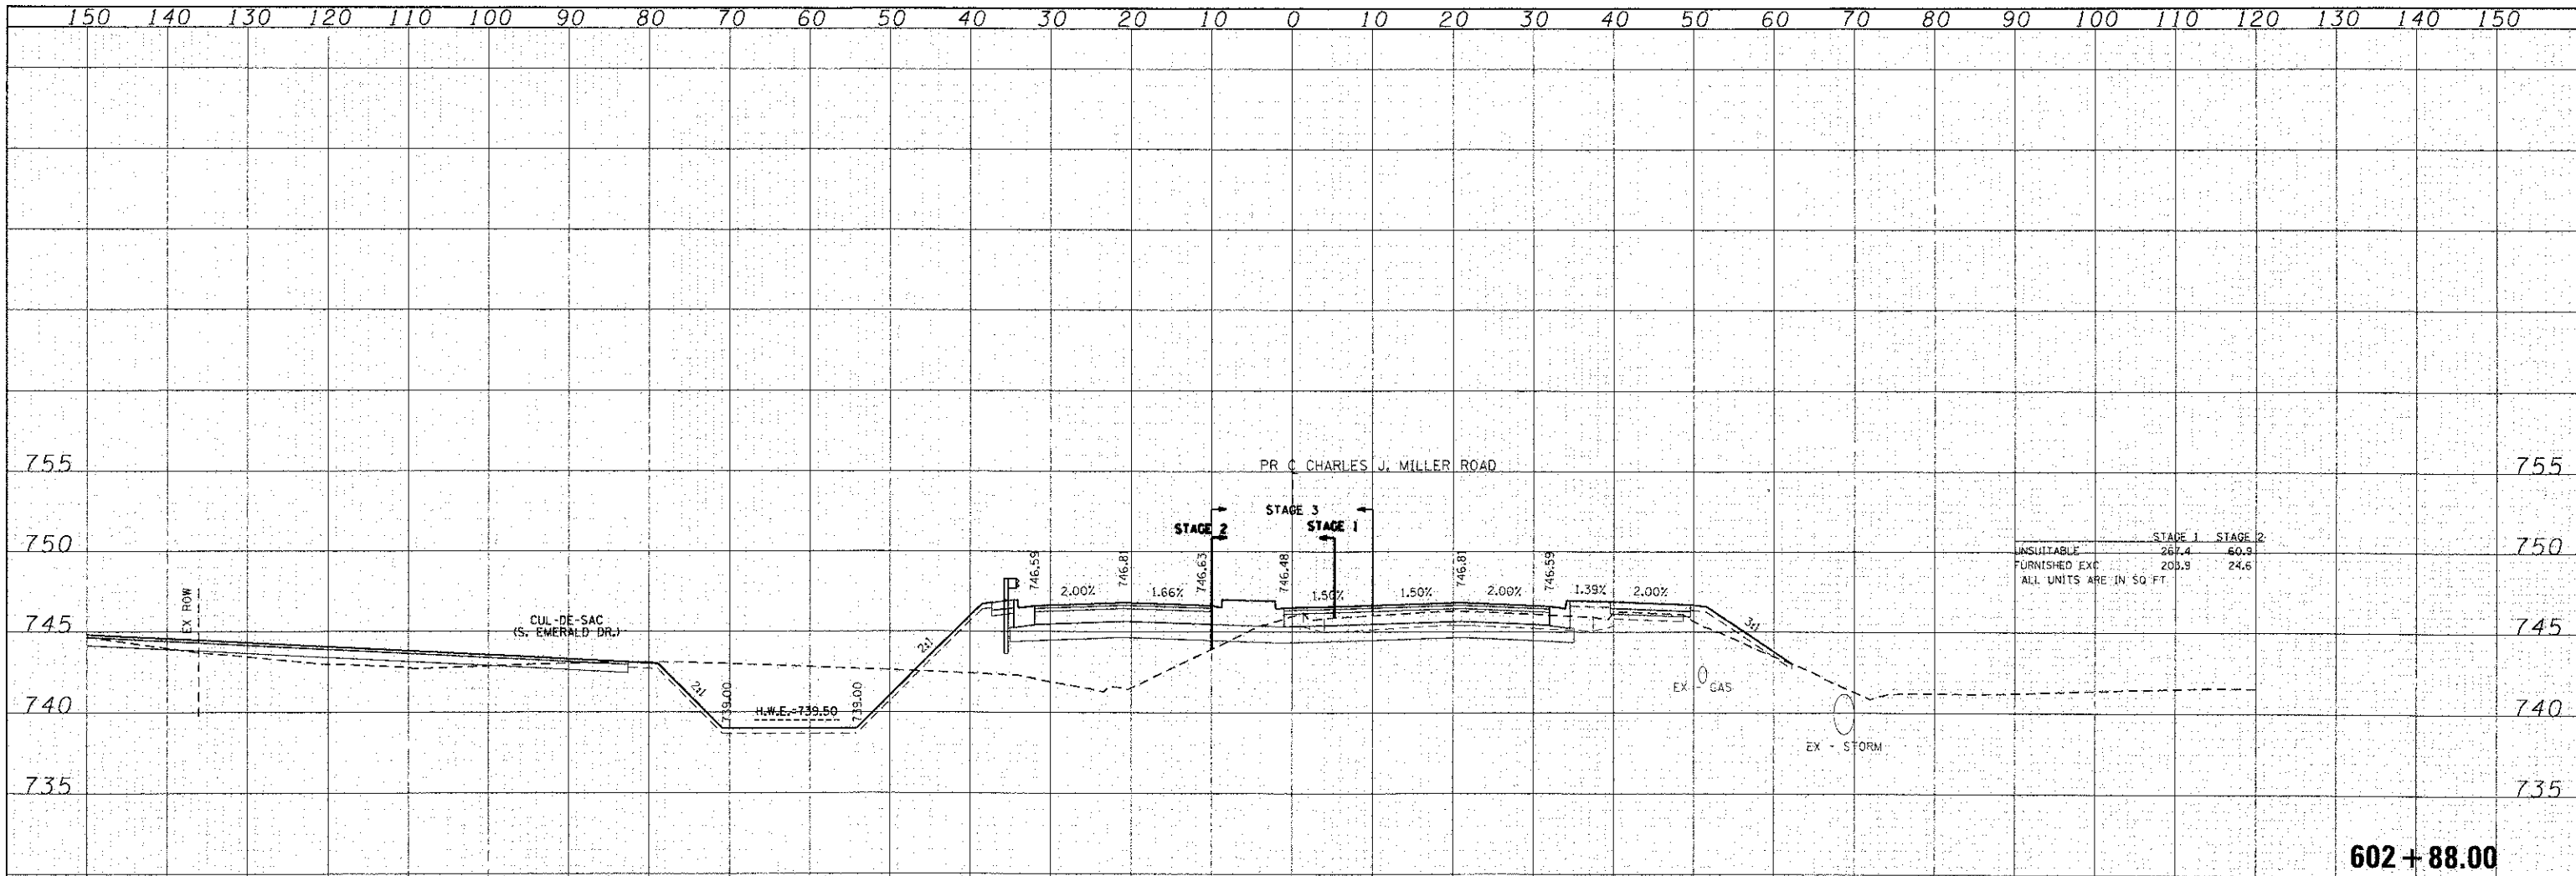 150 140 130 120 110 100 90 80 70 60 50 40 30 20 10 0 10 20 30 40 50 60 70 80 90 100 110 120 130 140 150
755 755
PR ℄ CHARLES J. MILLER ROAD
STAGE 3
STAGE 2 STAGE 1
750 750
746.59 746.81 746.63 746.48 746.81 746.59
STAGE 1 STAGE 2
UNSUITABLE 267.4 60.9
FURNISHED EXC 203.9 24.6
ALL UNITS ARE IN SQ FT
2.00% 1.66% 1.50% 1.50% 2.00% 1.39% 2.00%
EX ROW
CUL-DE-SAC
(S. EMERALD DR.)
745 745
2:1 2:1 3:1
EX - GAS
739.00 H.W.E.=739.50 739.00
740 740
EX - STORM
735 735
602 + 88.00